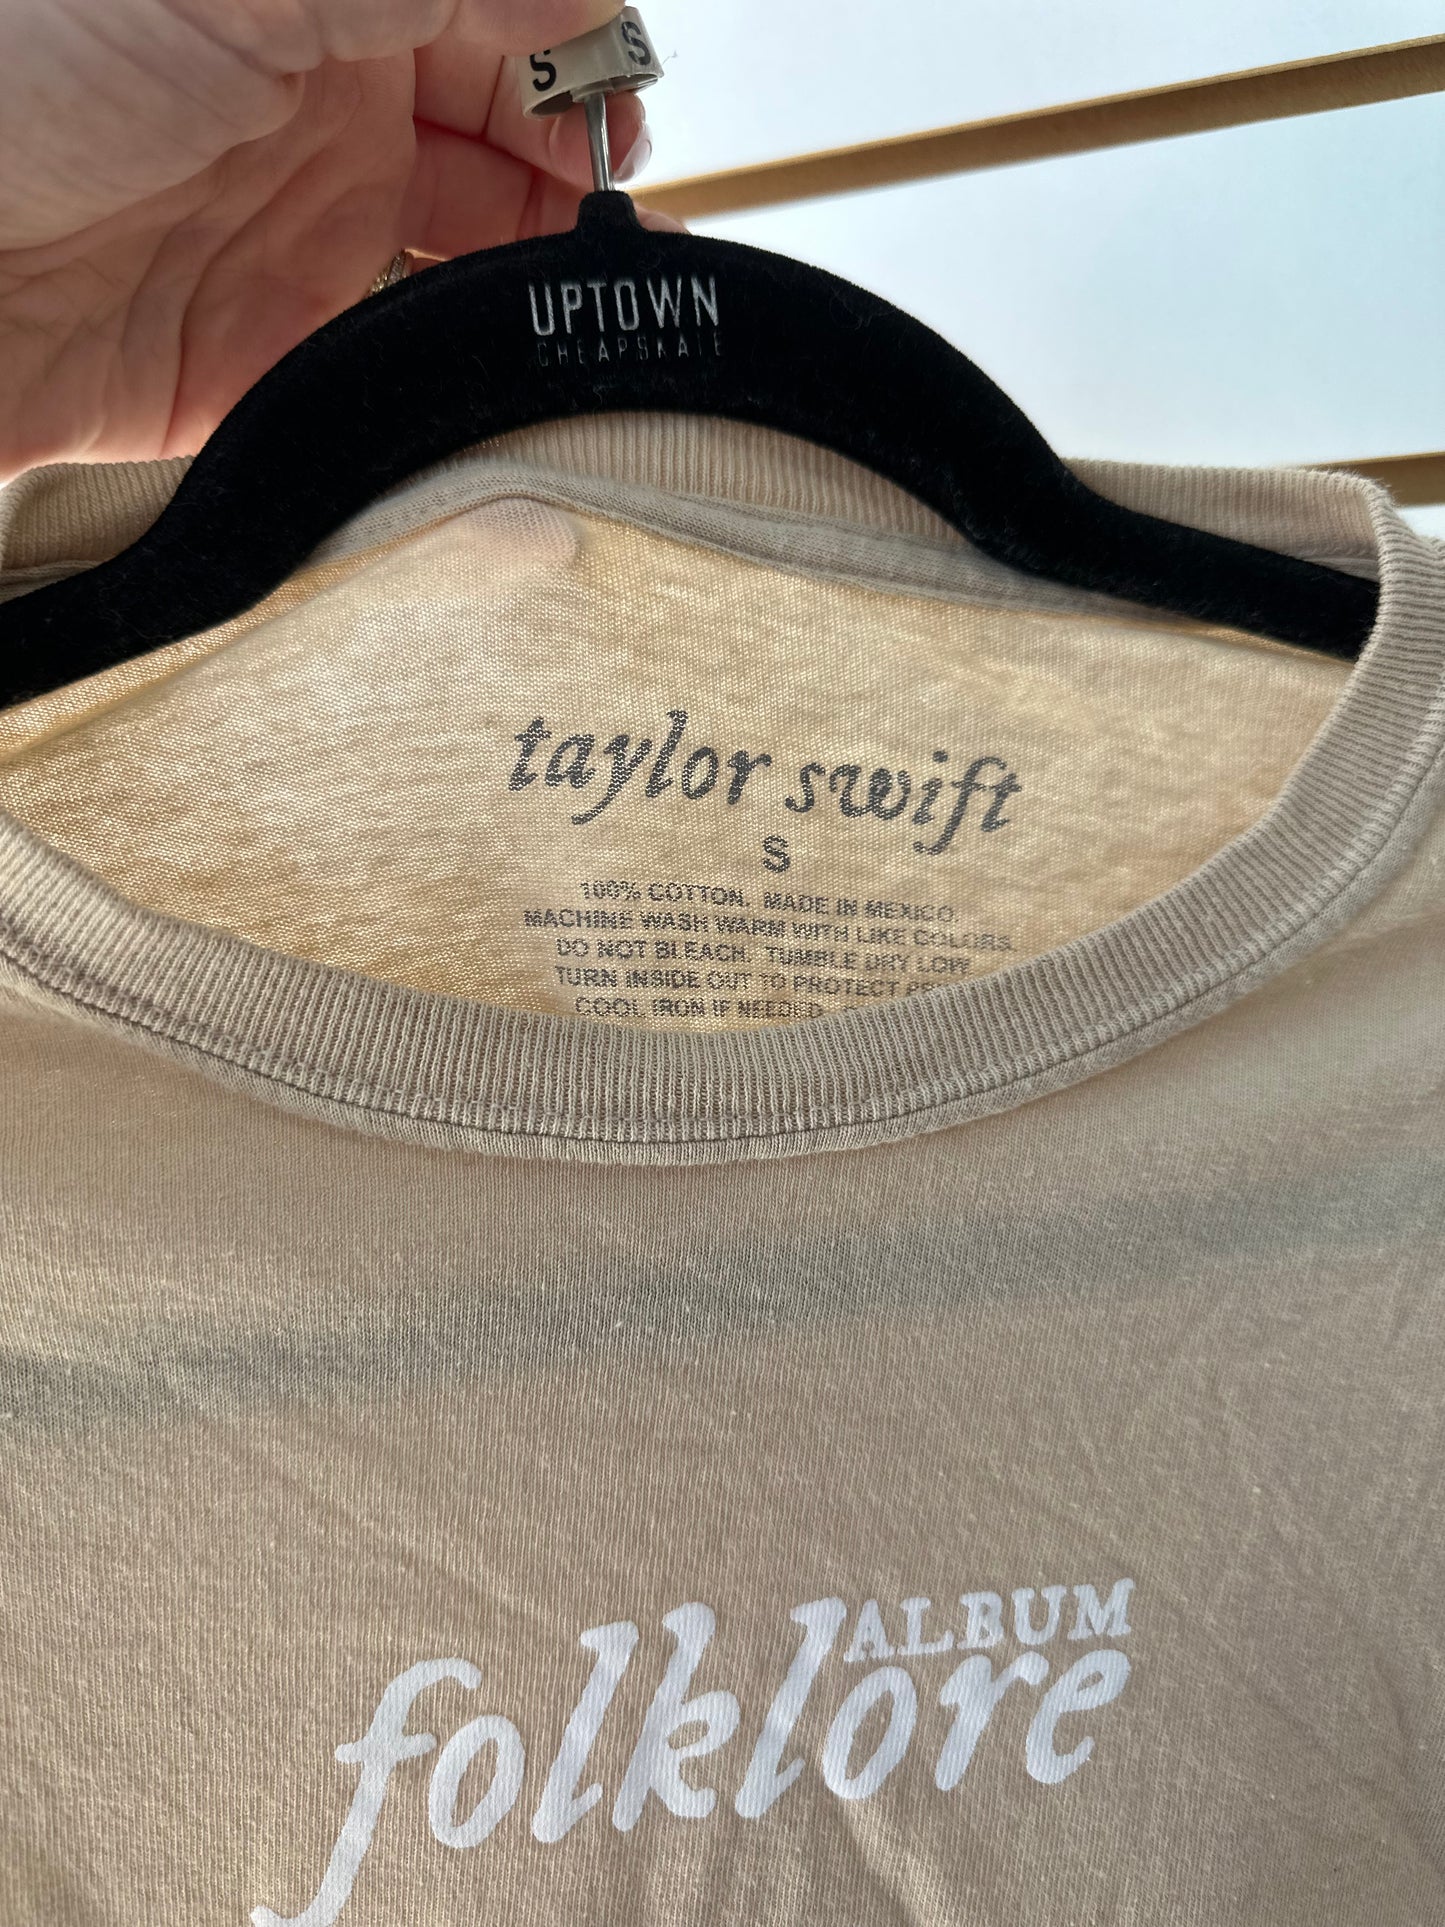 S S
UPTOWN
CHEAPSKATE
taylor swift
S
100% COTTON. MADE IN MEXICO.
MACHINE WASH WARM WITH LIKE COLORS.
DO NOT BLEACH. TUMBLE DRY LOW.
TURN INSIDE OUT TO PROTECT
COOL IRON IF NEEDED
ALBUM
folklore